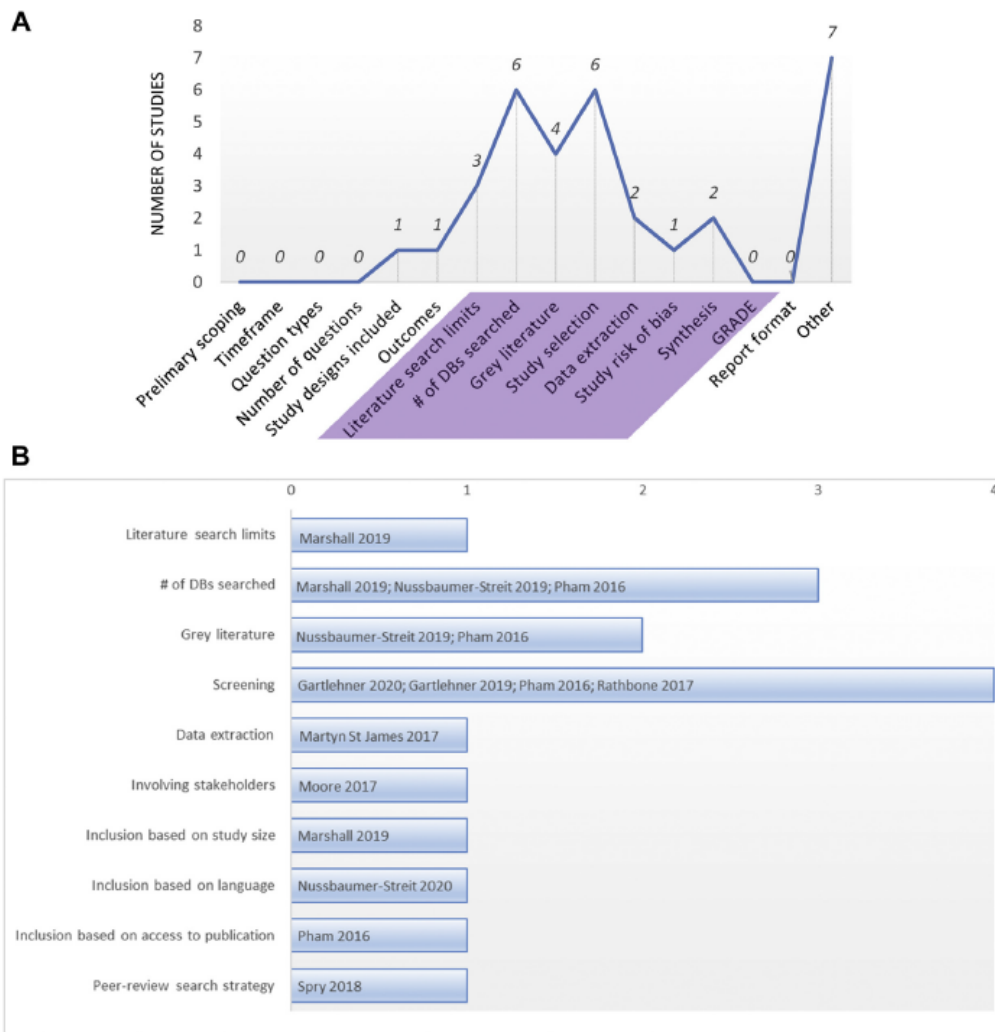 A
NUMBER OF STUDIES
8
7
6
5
4
3
2
1
0
0
0
0
0
1
1
3
6
4
6
2
1
2
0
0
7
Prelimary scoping
Timeframe
Question types
Number of questions
Study designs included
Outcomes
Literature search limits
# of DBs searched
Grey literature
Study selection
Data extraction
Study risk of bias
Synthesis
GRADE
Report format
Other
B
0 1 2 3 4
Literature search limits Marshall 2019
# of DBs searched Marshall 2019; Nussbaumer-Streit 2019; Pham 2016
Grey literature Nussbaumer-Streit 2019; Pham 2016
Screening Gartlehner 2020; Gartlehner 2019; Pham 2016; Rathbone 2017
Data extraction Martyn St James 2017
Involving stakeholders Moore 2017
Inclusion based on study size Marshall 2019
Inclusion based on language Nussbaumer-Streit 2020
Inclusion based on access to publication Pham 2016
Peer-review search strategy Spry 2018